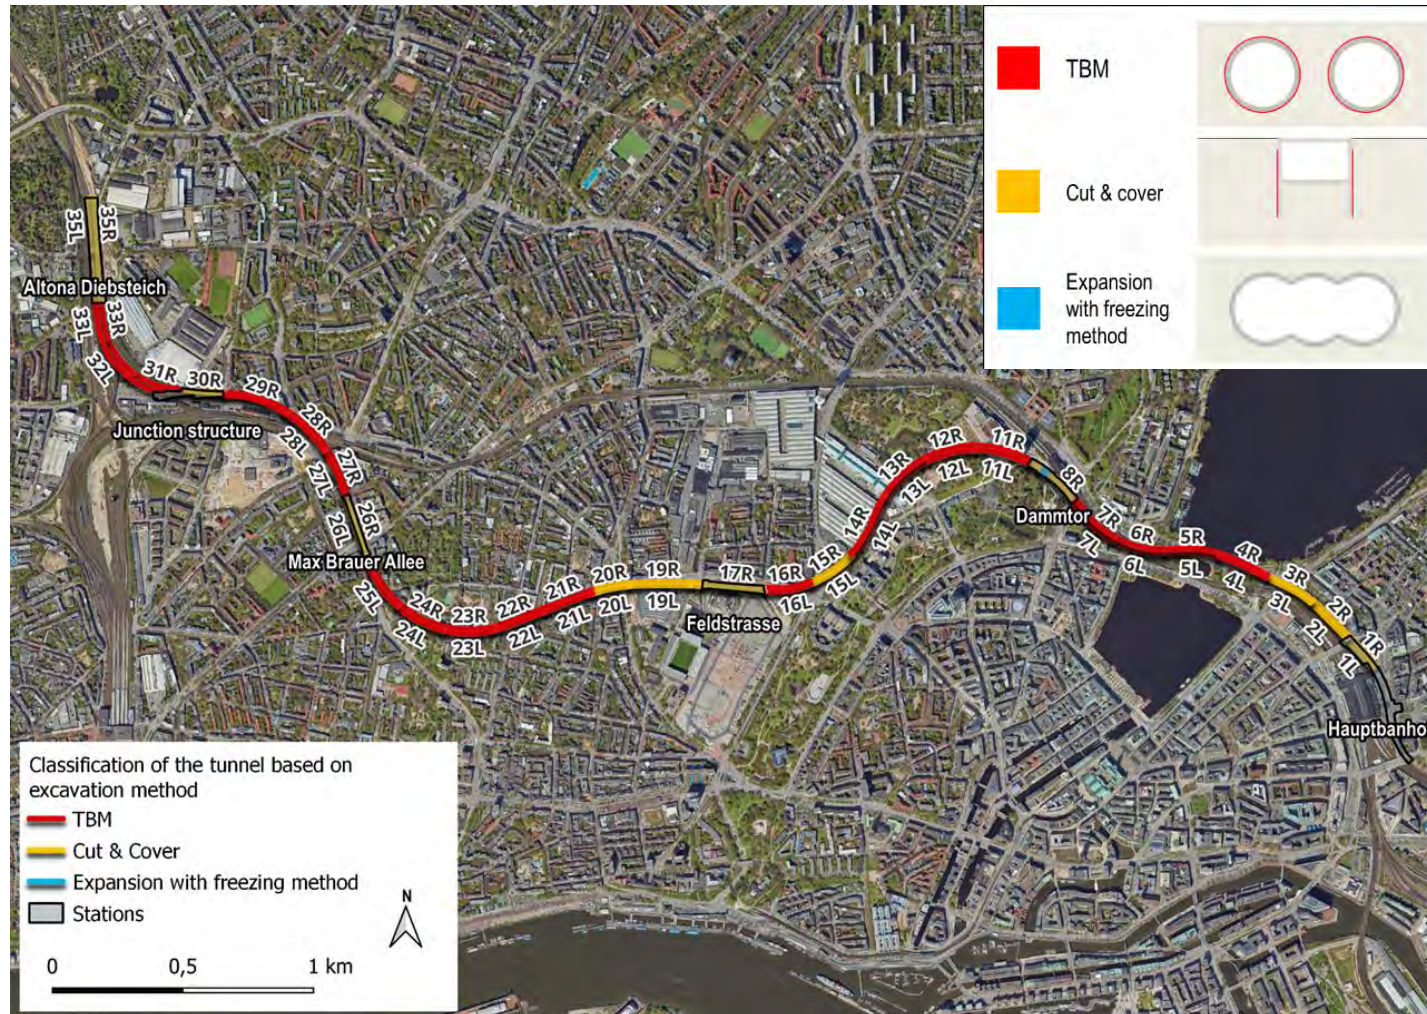 TBM
Cut & cover
Expansion
with freezing
method
35L
35R
Altona Diebsteich
33L
33R
32L
31R
30R
29R
Junction structure
28R
28L
27R
27L
26R
26L
Max Brauer Allee
25L
24R
24L
23R
23L
22R
22L
21R
21L
20R
20L
19R
19L
17R
Feldstrasse
16R
16L
15R
15L
14R
14L
13R
13L
12R
12L
11R
11L
8R
Dammtor
7R
7L
6R
6L
5R
5L
4R
4L
3R
3L
2R
2L
1R
1L
Hauptbanho
Classification of the tunnel based on
excavation method
TBM
Cut & Cover
Expansion with freezing method
Stations
N
0 0,5 1 km